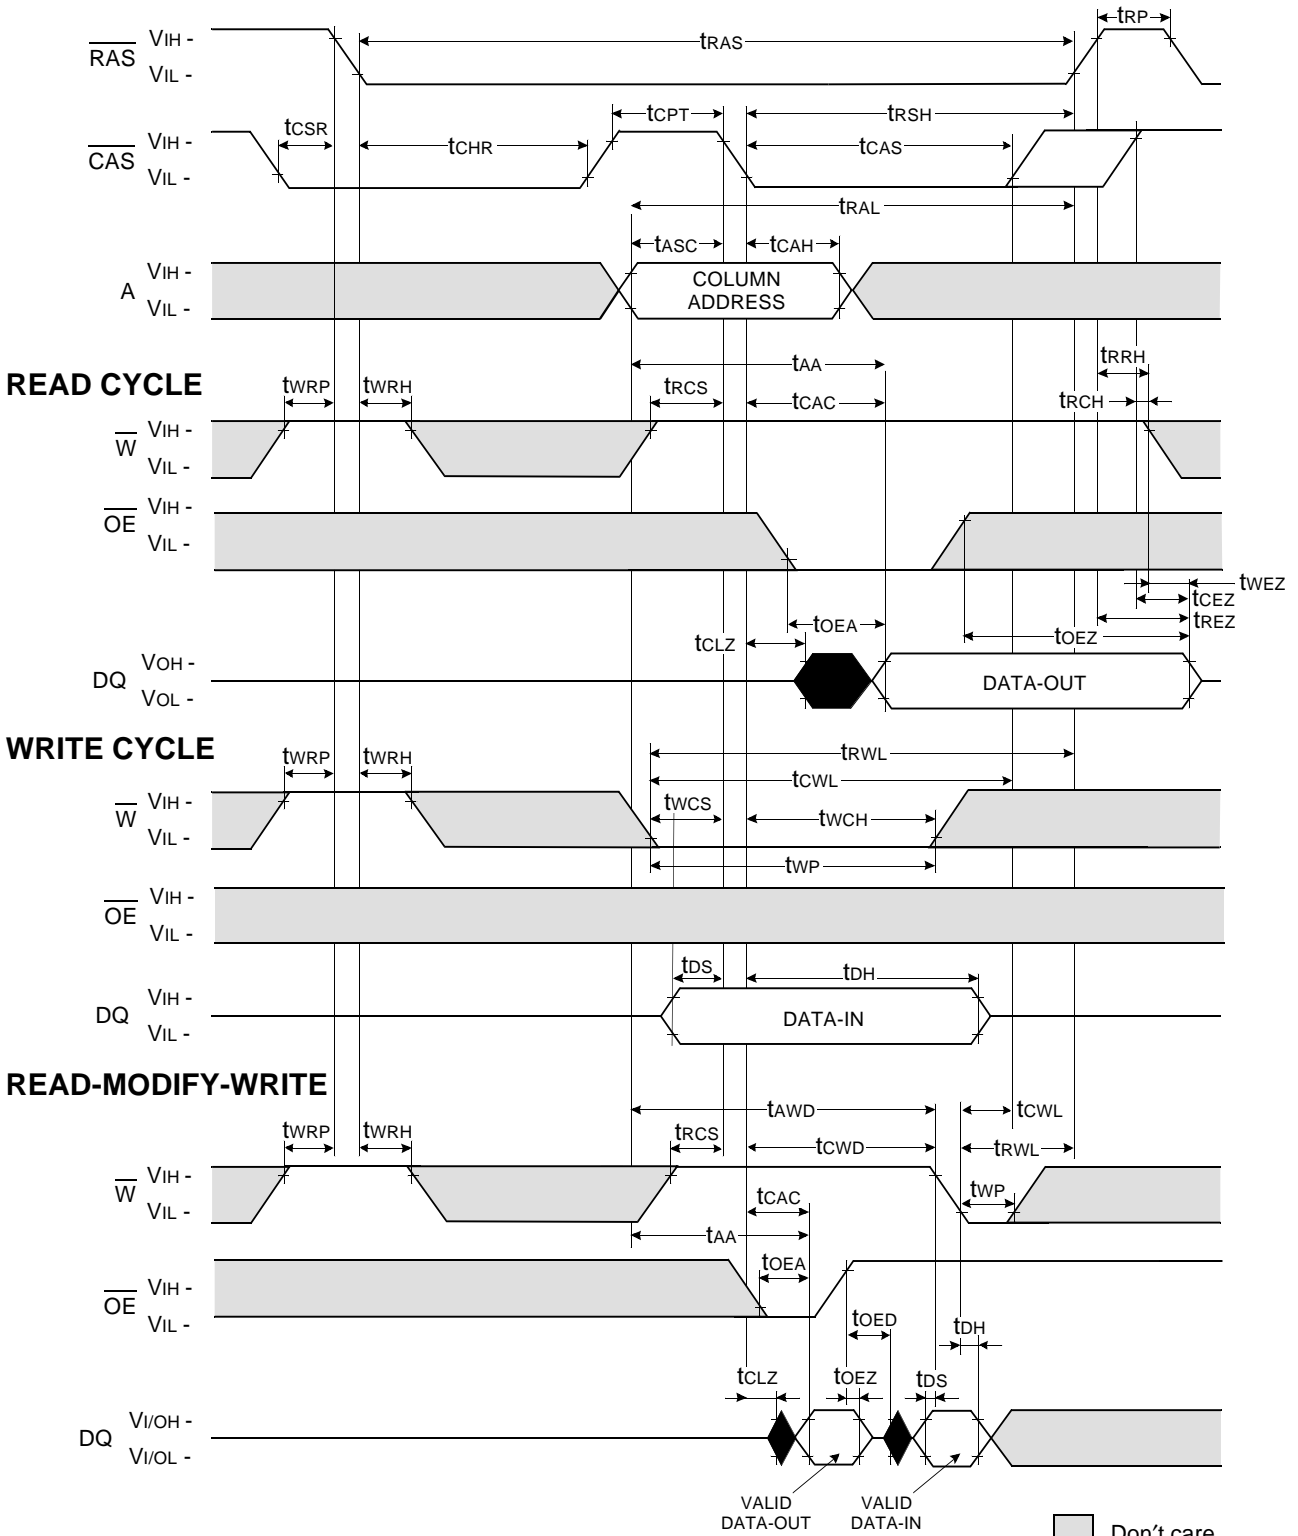 tRP
RAS VIH - tRAS
VIL -
tCPT tRSH
tCSR
CAS VIH - tCHR tCAS
VIL -
tRAL
tASC tCAH
A VIH - COLUMN
VIL - ADDRESS
tAA tRRH
READ CYCLE
tWRP tWRH tRCS tCAC tRCH
W VIH -
VIL -
OE VIH -
VIL -
tWEZ
tCEZ
tREZ
tOEA tOEZ
tCLZ
DQ VOH - DATA-OUT
VOL -
WRITE CYCLE
tWRP tWRH tRWL
tCWL
W VIH - tWCS tWCH
VIL -
tWP
OE VIH -
VIL -
tDS tDH
DQ VIH - DATA-IN
VIL -
READ-MODIFY-WRITE
tAWD tCWL
tWRP tWRH tRCS tCWD tRWL
W VIH - tWP
VIL - tCAC
tAA
tOEA
OE VIH -
VIL -
tOED tDH
tCLZ tOEZ tDS
DQ VI/OH -
VI/OL -
VALID VALID
DATA-OUT DATA-IN
Don't care